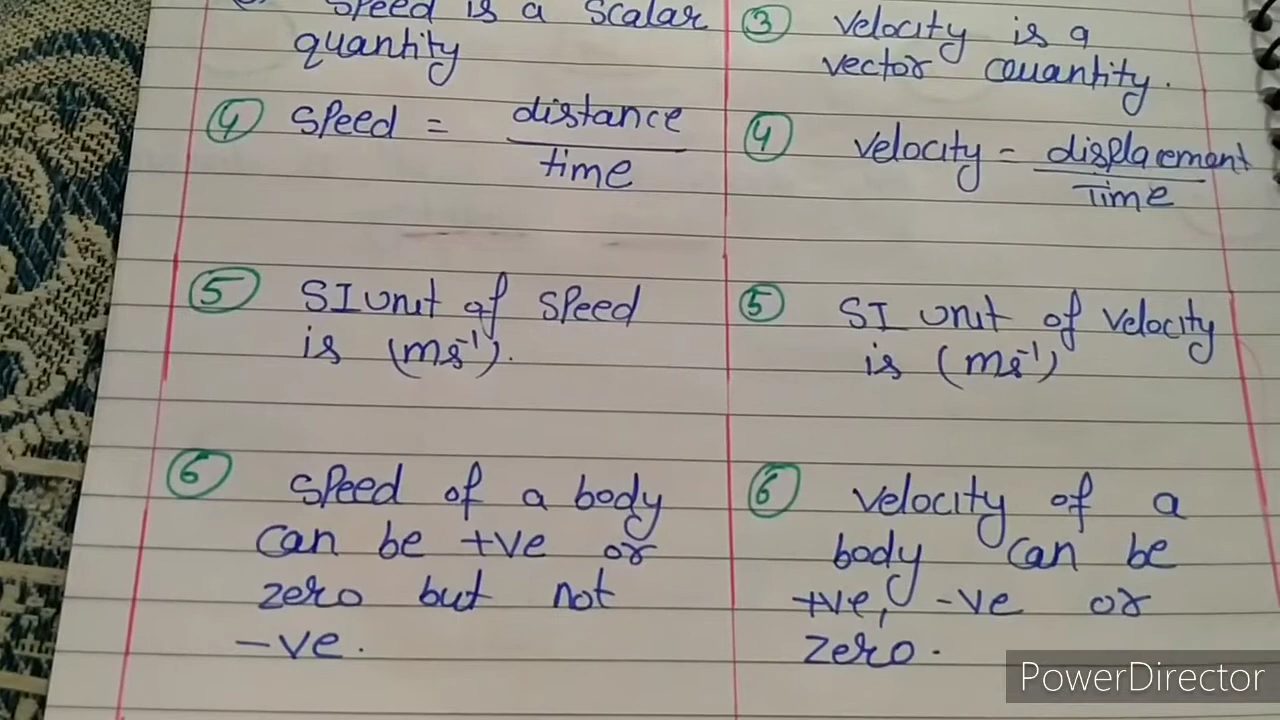 speed is a scalar
quantity
④ speed = distance
time
⑤ SI unit of speed
is (ms⁻¹).
⑥ speed of a body
can be +ve or
zero but not
-ve.
③ velocity is a
vector quantity.
④ velocity = displacement
Time
⑤ SI unit of velocity
is (ms⁻¹)
⑥ velocity of a
body can be
+ve, -ve or
zero.
PowerDirector